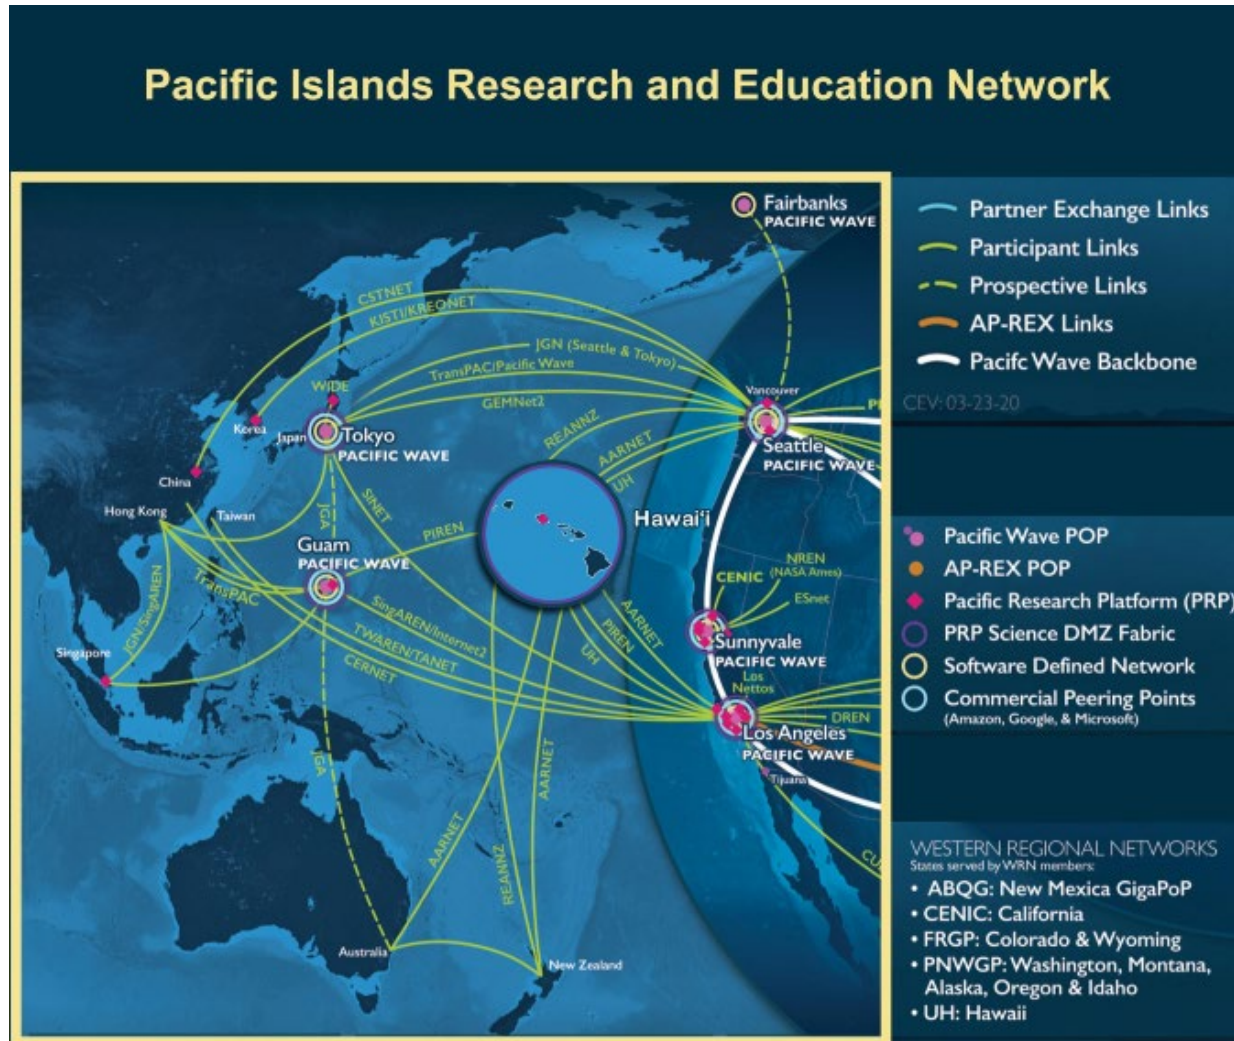 Pacific Islands Research and Education Network
Fairbanks
PACIFIC WAVE
CSTNET
KISTI/KREONET
JGN (Seattle & Tokyo)
TransPAC/Pacific Wave
GEMNet2
WIDE
Korea
Japan
Tokyo
PACIFIC WAVE
Vancouver
Seattle
PACIFIC WAVE
REANNZ
AARNET
UH
China
Hong Kong
Taiwan
JGA
SINET
PIREN
Hawai'i
Guam
PACIFIC WAVE
TransPAC
JGN/SingAREN
Singapore
SingAREN/Internet2
TWAREN/TANET
CERNET
AARNET
PIREN
UH
NREN
(NASA Ames)
CENIC
ESnet
Sunnyvale
PACIFIC WAVE
Los
Nettos
DREN
Los Angeles
PACIFIC WAVE
Tijuana
JGA
AARNET
REANNZ
AARNET
Australia
New Zealand
Partner Exchange Links
Participant Links
Prospective Links
AP-REX Links
Pacifc Wave Backbone
CEV: 03-23-20
Pacific Wave POP
AP-REX POP
Pacific Research Platform (PRP)
PRP Science DMZ Fabric
Software Defined Network
Commercial Peering Points
(Amazon, Google, & Microsoft)
WESTERN REGIONAL NETWORKS
States served by WRN members:
• ABQG: New Mexica GigaPoP
• CENIC: California
• FRGP: Colorado & Wyoming
• PNWGP: Washington, Montana,
Alaska, Oregon & Idaho
• UH: Hawaii